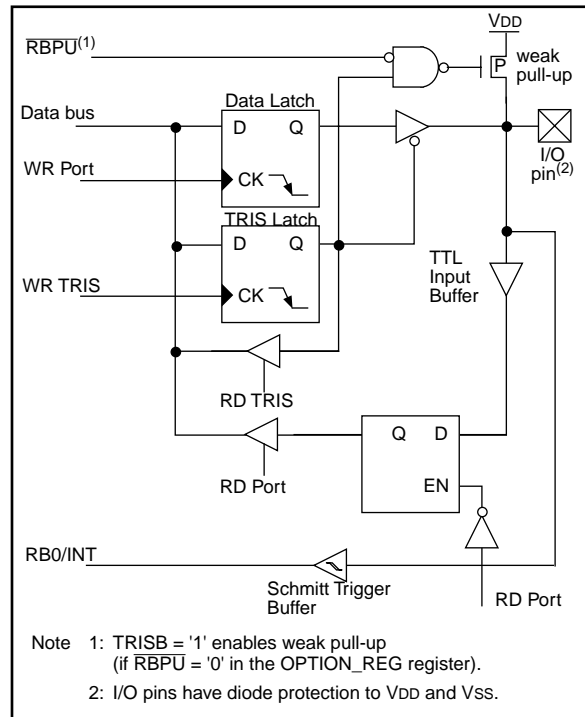 VDD
RBPU(1)
P
weak
pull-up
Data bus
Data Latch
D Q
I/O
pin(2)
WR Port
CK
TRIS Latch
D Q
TTL
Input
Buffer
WR TRIS
CK
RD TRIS
Q D
RD Port
EN
RB0/INT
Schmitt Trigger
Buffer
RD Port
Note 1: TRISB = '1' enables weak pull-up
(if RBPU = '0' in the OPTION_REG register).
2: I/O pins have diode protection to VDD and VSS.